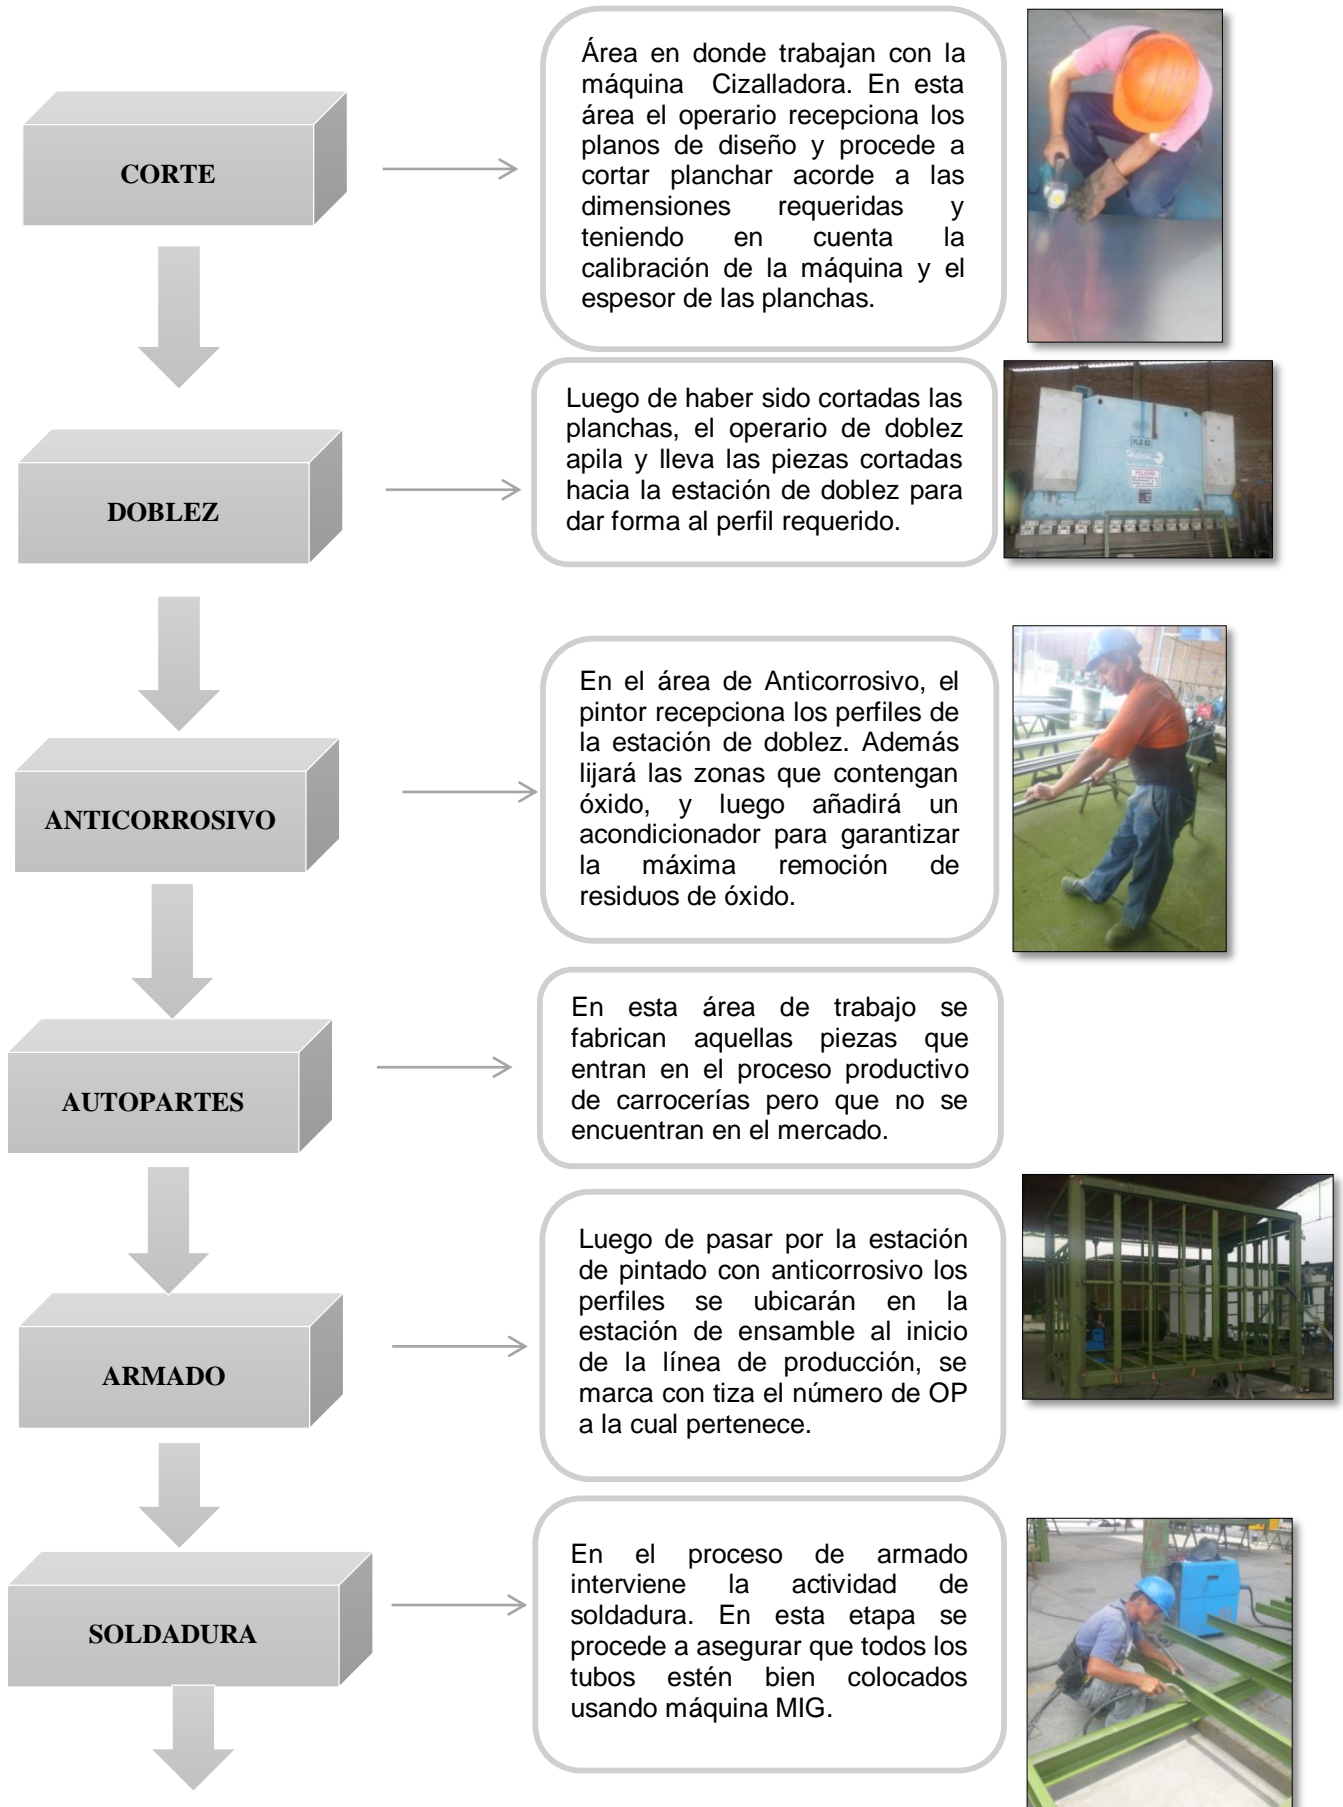 CORTE
Área en donde trabajan con la
máquina Cizalladora. En esta
área el operario recepciona los
planos de diseño y procede a
cortar planchar acorde a las
dimensiones requeridas y
teniendo en cuenta la
calibración de la máquina y el
espesor de las planchas.
DOBLEZ
Luego de haber sido cortadas las
planchas, el operario de doblez
apila y lleva las piezas cortadas
hacia la estación de doblez para
dar forma al perfil requerido.
ANTICORROSIVO
En el área de Anticorrosivo, el
pintor recepciona los perfiles de
la estación de doblez. Además
lijará las zonas que contengan
óxido, y luego añadirá un
acondicionador para garantizar
la máxima remoción de
residuos de óxido.
AUTOPARTES
En esta área de trabajo se
fabrican aquellas piezas que
entran en el proceso productivo
de carrocerías pero que no se
encuentran en el mercado.
ARMADO
Luego de pasar por la estación
de pintado con anticorrosivo los
perfiles se ubicarán en la
estación de ensamble al inicio
de la línea de producción, se
marca con tiza el número de OP
a la cual pertenece.
SOLDADURA
En el proceso de armado
interviene la actividad de
soldadura. En esta etapa se
procede a asegurar que todos los
tubos estén bien colocados
usando máquina MIG.